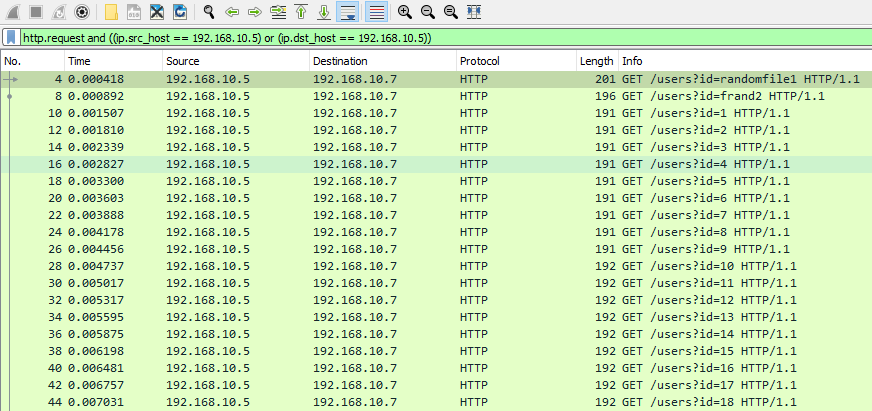 http.request and ((ip.src_host == 192.168.10.5) or (ip.dst_host == 192.168.10.5))
No. Time Source Destination Protocol Length Info
4 0.000418 192.168.10.5 192.168.10.7 HTTP 201 GET /users?id=randomfile1 HTTP/1.1
8 0.000892 192.168.10.5 192.168.10.7 HTTP 196 GET /users?id=frand2 HTTP/1.1
10 0.001507 192.168.10.5 192.168.10.7 HTTP 191 GET /users?id=1 HTTP/1.1
12 0.001810 192.168.10.5 192.168.10.7 HTTP 191 GET /users?id=2 HTTP/1.1
14 0.002339 192.168.10.5 192.168.10.7 HTTP 191 GET /users?id=3 HTTP/1.1
16 0.002827 192.168.10.5 192.168.10.7 HTTP 191 GET /users?id=4 HTTP/1.1
18 0.003300 192.168.10.5 192.168.10.7 HTTP 191 GET /users?id=5 HTTP/1.1
20 0.003603 192.168.10.5 192.168.10.7 HTTP 191 GET /users?id=6 HTTP/1.1
22 0.003888 192.168.10.5 192.168.10.7 HTTP 191 GET /users?id=7 HTTP/1.1
24 0.004178 192.168.10.5 192.168.10.7 HTTP 191 GET /users?id=8 HTTP/1.1
26 0.004456 192.168.10.5 192.168.10.7 HTTP 191 GET /users?id=9 HTTP/1.1
28 0.004737 192.168.10.5 192.168.10.7 HTTP 192 GET /users?id=10 HTTP/1.1
30 0.005017 192.168.10.5 192.168.10.7 HTTP 192 GET /users?id=11 HTTP/1.1
32 0.005317 192.168.10.5 192.168.10.7 HTTP 192 GET /users?id=12 HTTP/1.1
34 0.005595 192.168.10.5 192.168.10.7 HTTP 192 GET /users?id=13 HTTP/1.1
36 0.005875 192.168.10.5 192.168.10.7 HTTP 192 GET /users?id=14 HTTP/1.1
38 0.006198 192.168.10.5 192.168.10.7 HTTP 192 GET /users?id=15 HTTP/1.1
40 0.006481 192.168.10.5 192.168.10.7 HTTP 192 GET /users?id=16 HTTP/1.1
42 0.006757 192.168.10.5 192.168.10.7 HTTP 192 GET /users?id=17 HTTP/1.1
44 0.007031 192.168.10.5 192.168.10.7 HTTP 192 GET /users?id=18 HTTP/1.1